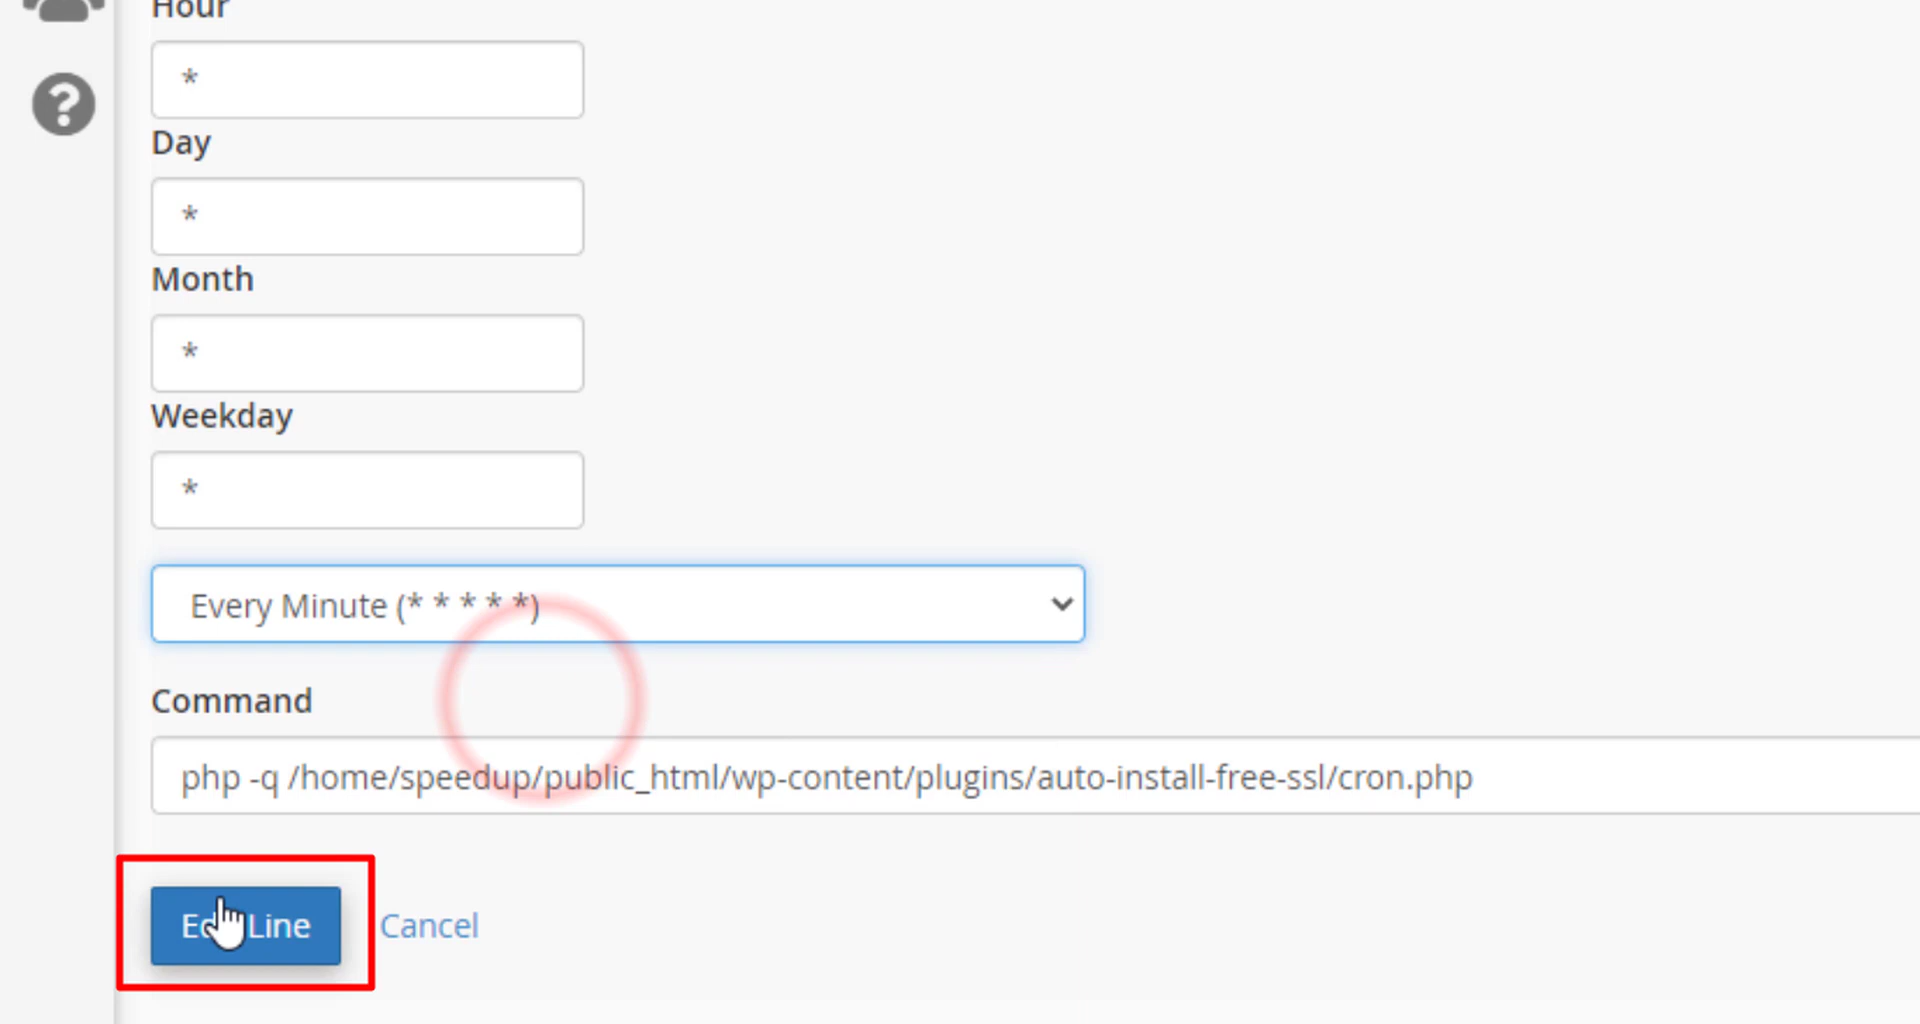 Hour
*
Day
*
Month
*
Weekday
*
Every Minute (* * * * *)
Command
php -q /home/speedup/public_html/wp-content/plugins/auto-install-free-ssl/cron.php
Line
Cancel